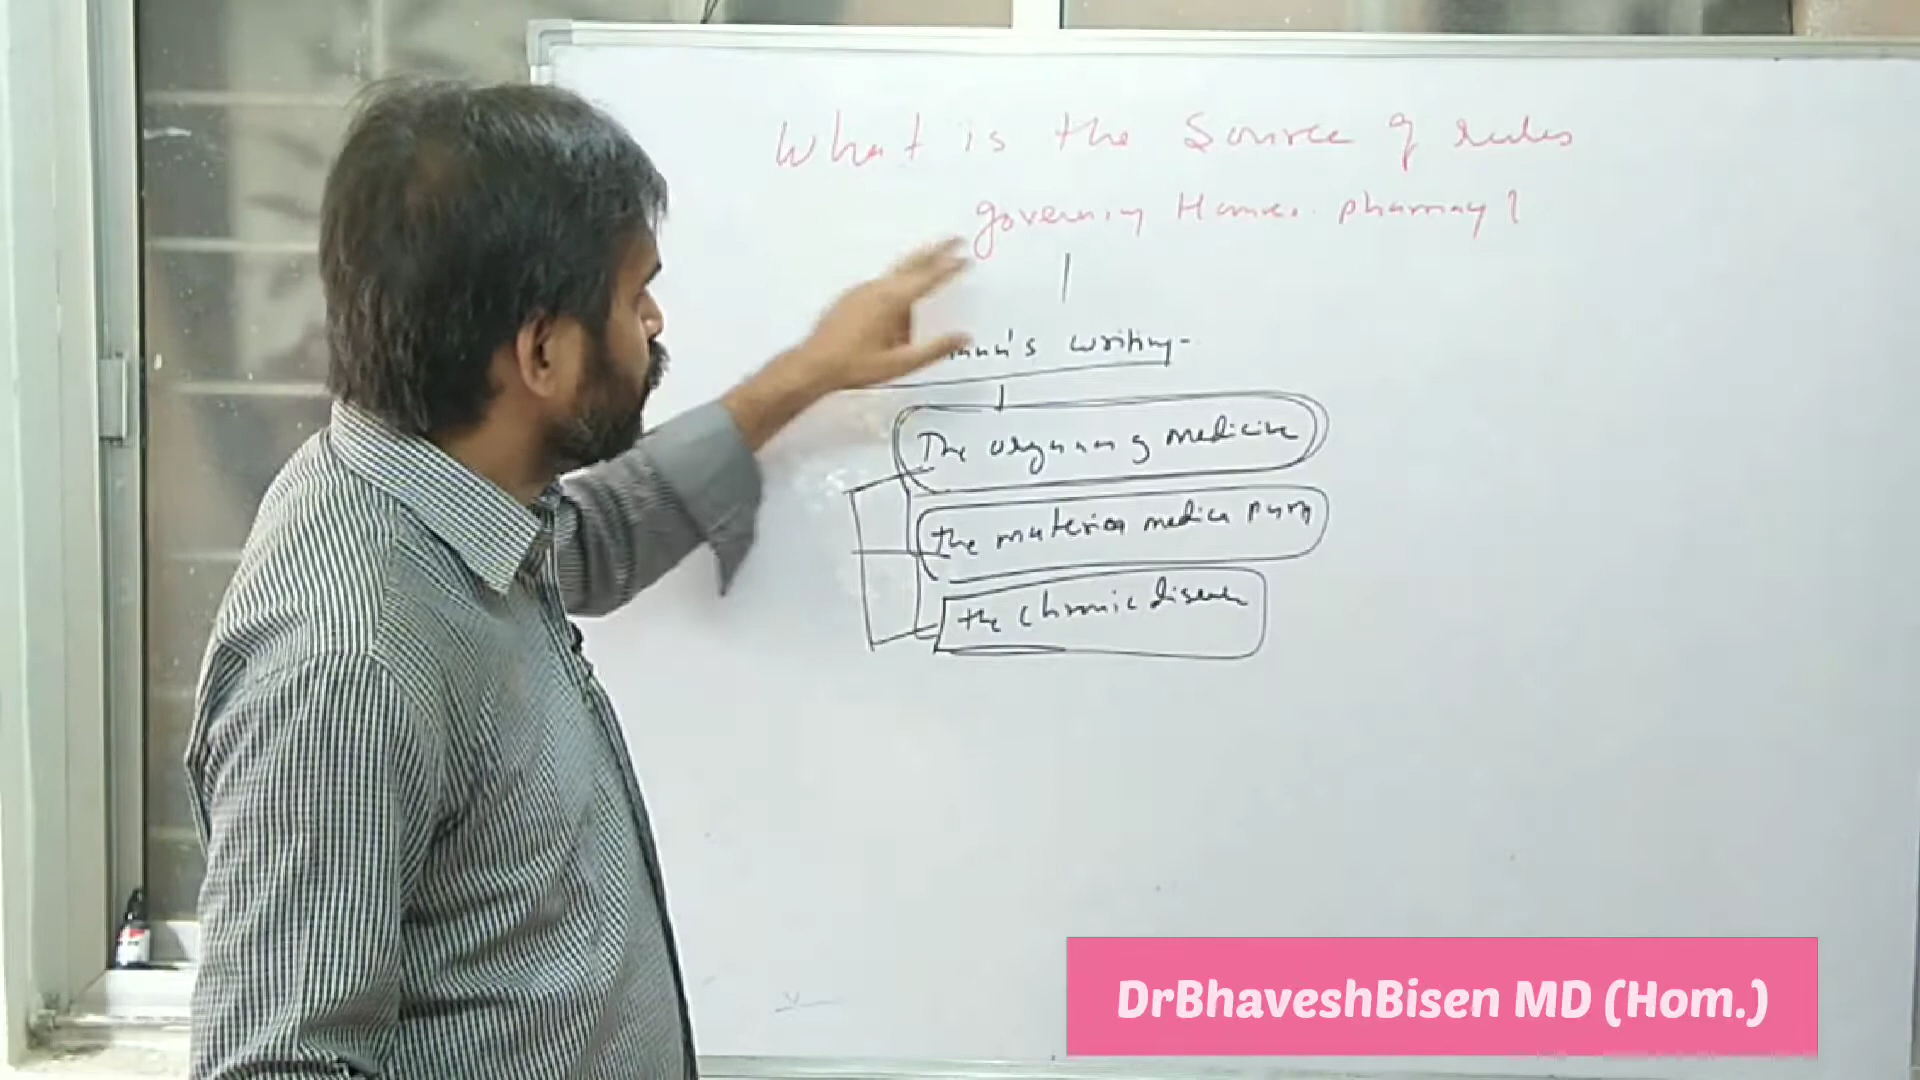 What is the Source of rules
governing Homoeo. pharmacy?
writing-
The organon of medicine
the materia medica pura
the chronic disease
DrBhaveshBisen MD (Hom.)